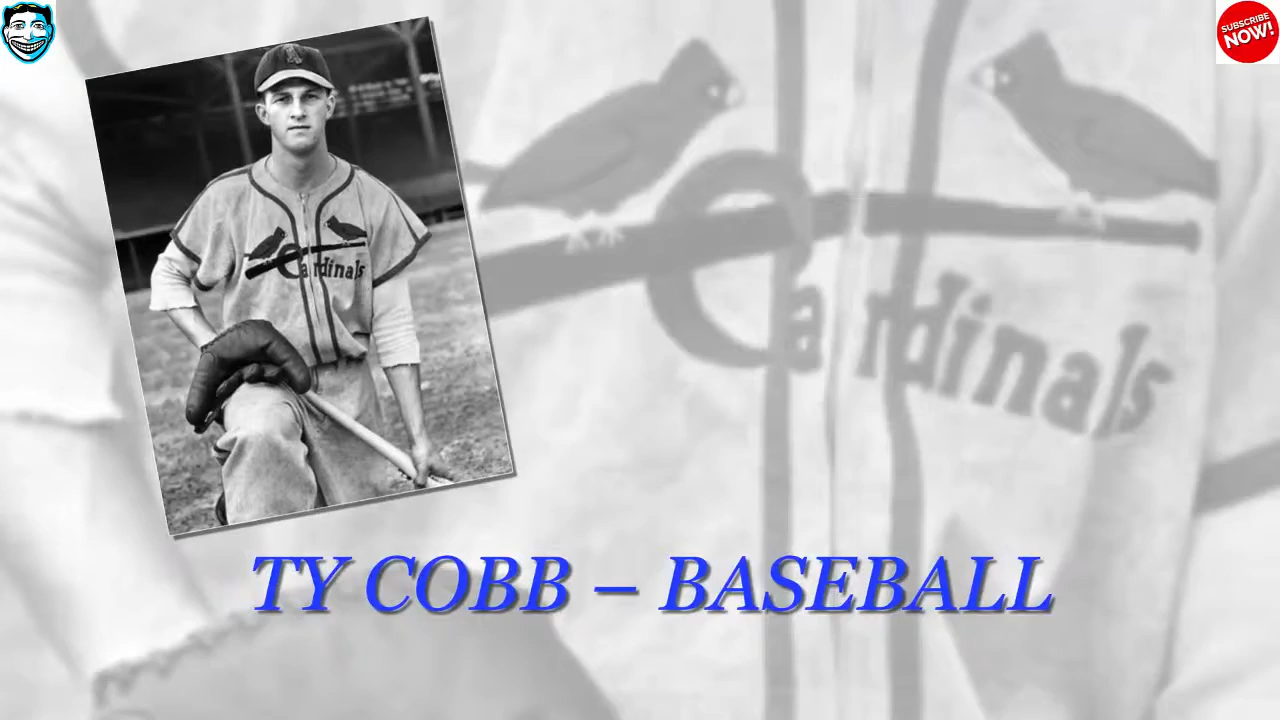 SUBSCRIBE
NOW!
Cardinals
Cardinals
TY COBB – BASEBALL